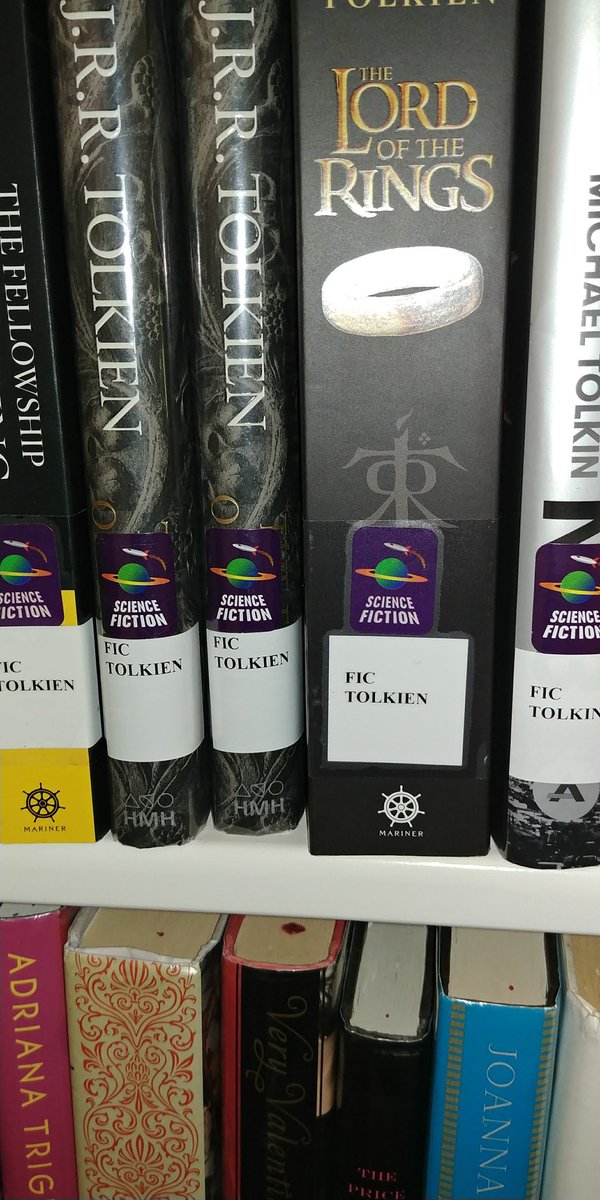 THE FELLOWSHIP
SCIENCE
FICTION
FIC
TOLKIEN
MARINER
J.R.R. TOLKIEN
SCIENCE
FICTION
FIC
TOLKIEN
HMH
J.R.R. TOLKIEN
SCIENCE
FICTION
FIC
TOLKIEN
HMH
TOLKIEN
THE
LORD
OF THE
RINGS
SCIENCE
FICTION
FIC
TOLKIEN
MARINER
MICHAEL TOLKIN
SCIENCE
FICTION
FIC
TOLKIN
A
ADRIANA TRIG
Very Valenti
THE
PRICE
JOANNA